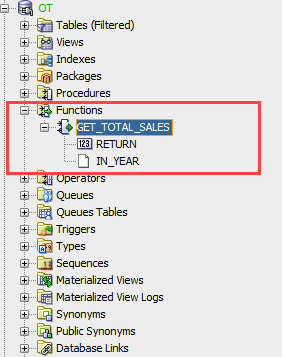 OT
Tables (Filtered)
Views
Indexes
Packages
Procedures
Functions
GET_TOTAL_SALES
123 RETURN
IN_YEAR
Operators
Queues
Queues Tables
Triggers
Types
Sequences
Materialized Views
Materialized View Logs
Synonyms
Public Synonyms
Database Links